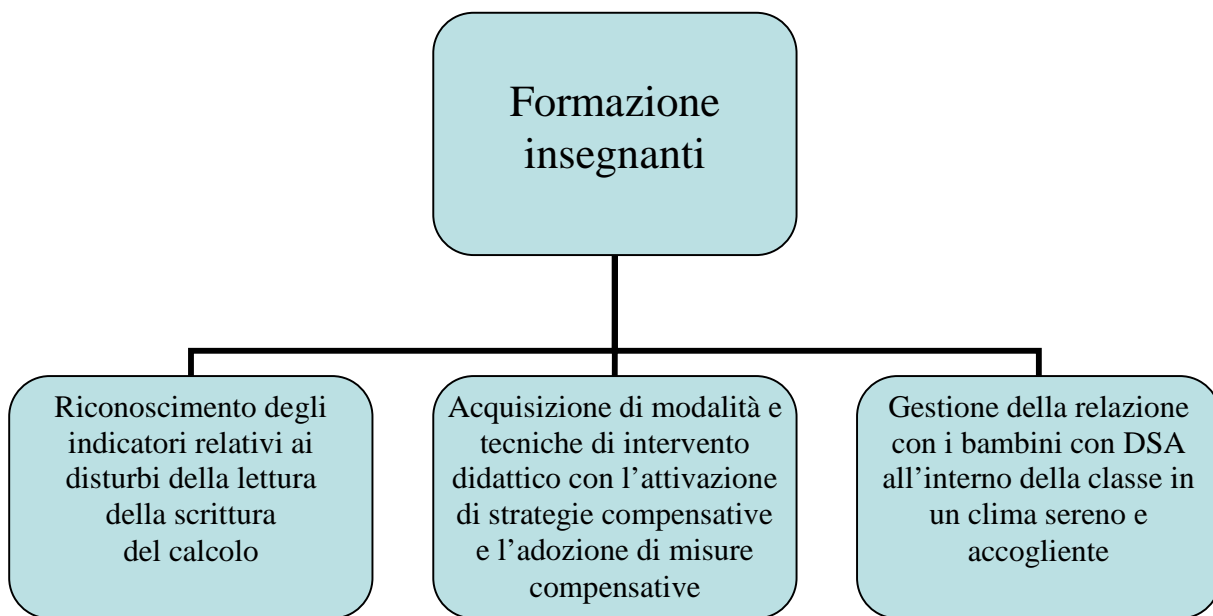 Formazione
insegnanti
Riconoscimento degli
indicatori relativi ai
disturbi della lettura
della scrittura
del calcolo
Acquisizione di modalità e
tecniche di intervento
didattico con l’attivazione
di strategie compensative
e l’adozione di misure
compensative
Gestione della relazione
con i bambini con DSA
all’interno della classe in
un clima sereno e
accogliente